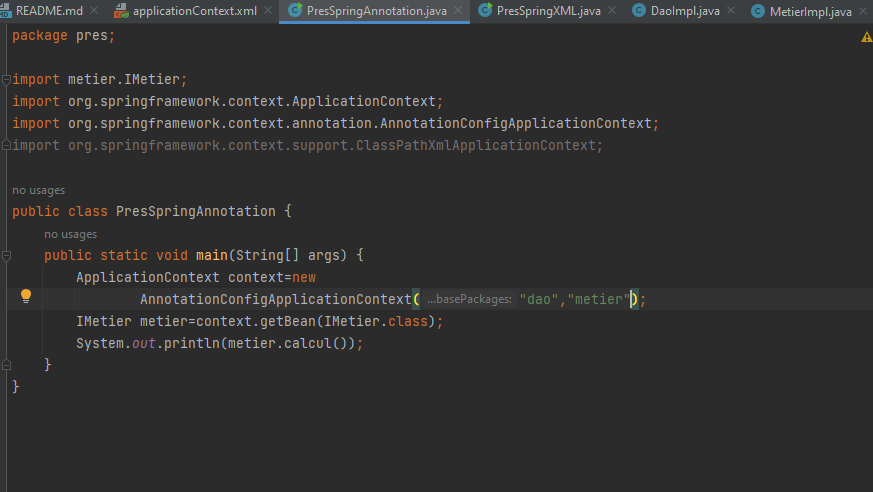 README.md applicationContext.xml PresSpringAnnotation.java PresSpringXML.java DaoImpl.java MetierImpl.java
package pres;
import metier.IMetier;
import org.springframework.context.ApplicationContext;
import org.springframework.context.annotation.AnnotationConfigApplicationContext;
import org.springframework.context.support.ClassPathXmlApplicationContext;
no usages
public class PresSpringAnnotation {
no usages
public static void main(String[] args) {
ApplicationContext context=new
AnnotationConfigApplicationContext( ...basePackages: "dao","metier");
IMetier metier=context.getBean(IMetier.class);
System.out.println(metier.calcul());
}
}